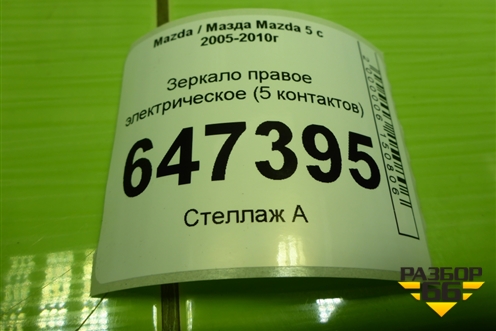 Mazda / Мазда Mazda 5 с
2005-2010г
Зеркало правое
электрическое (5 контактов)
647395
Стеллаж А
РАЗБОР
66